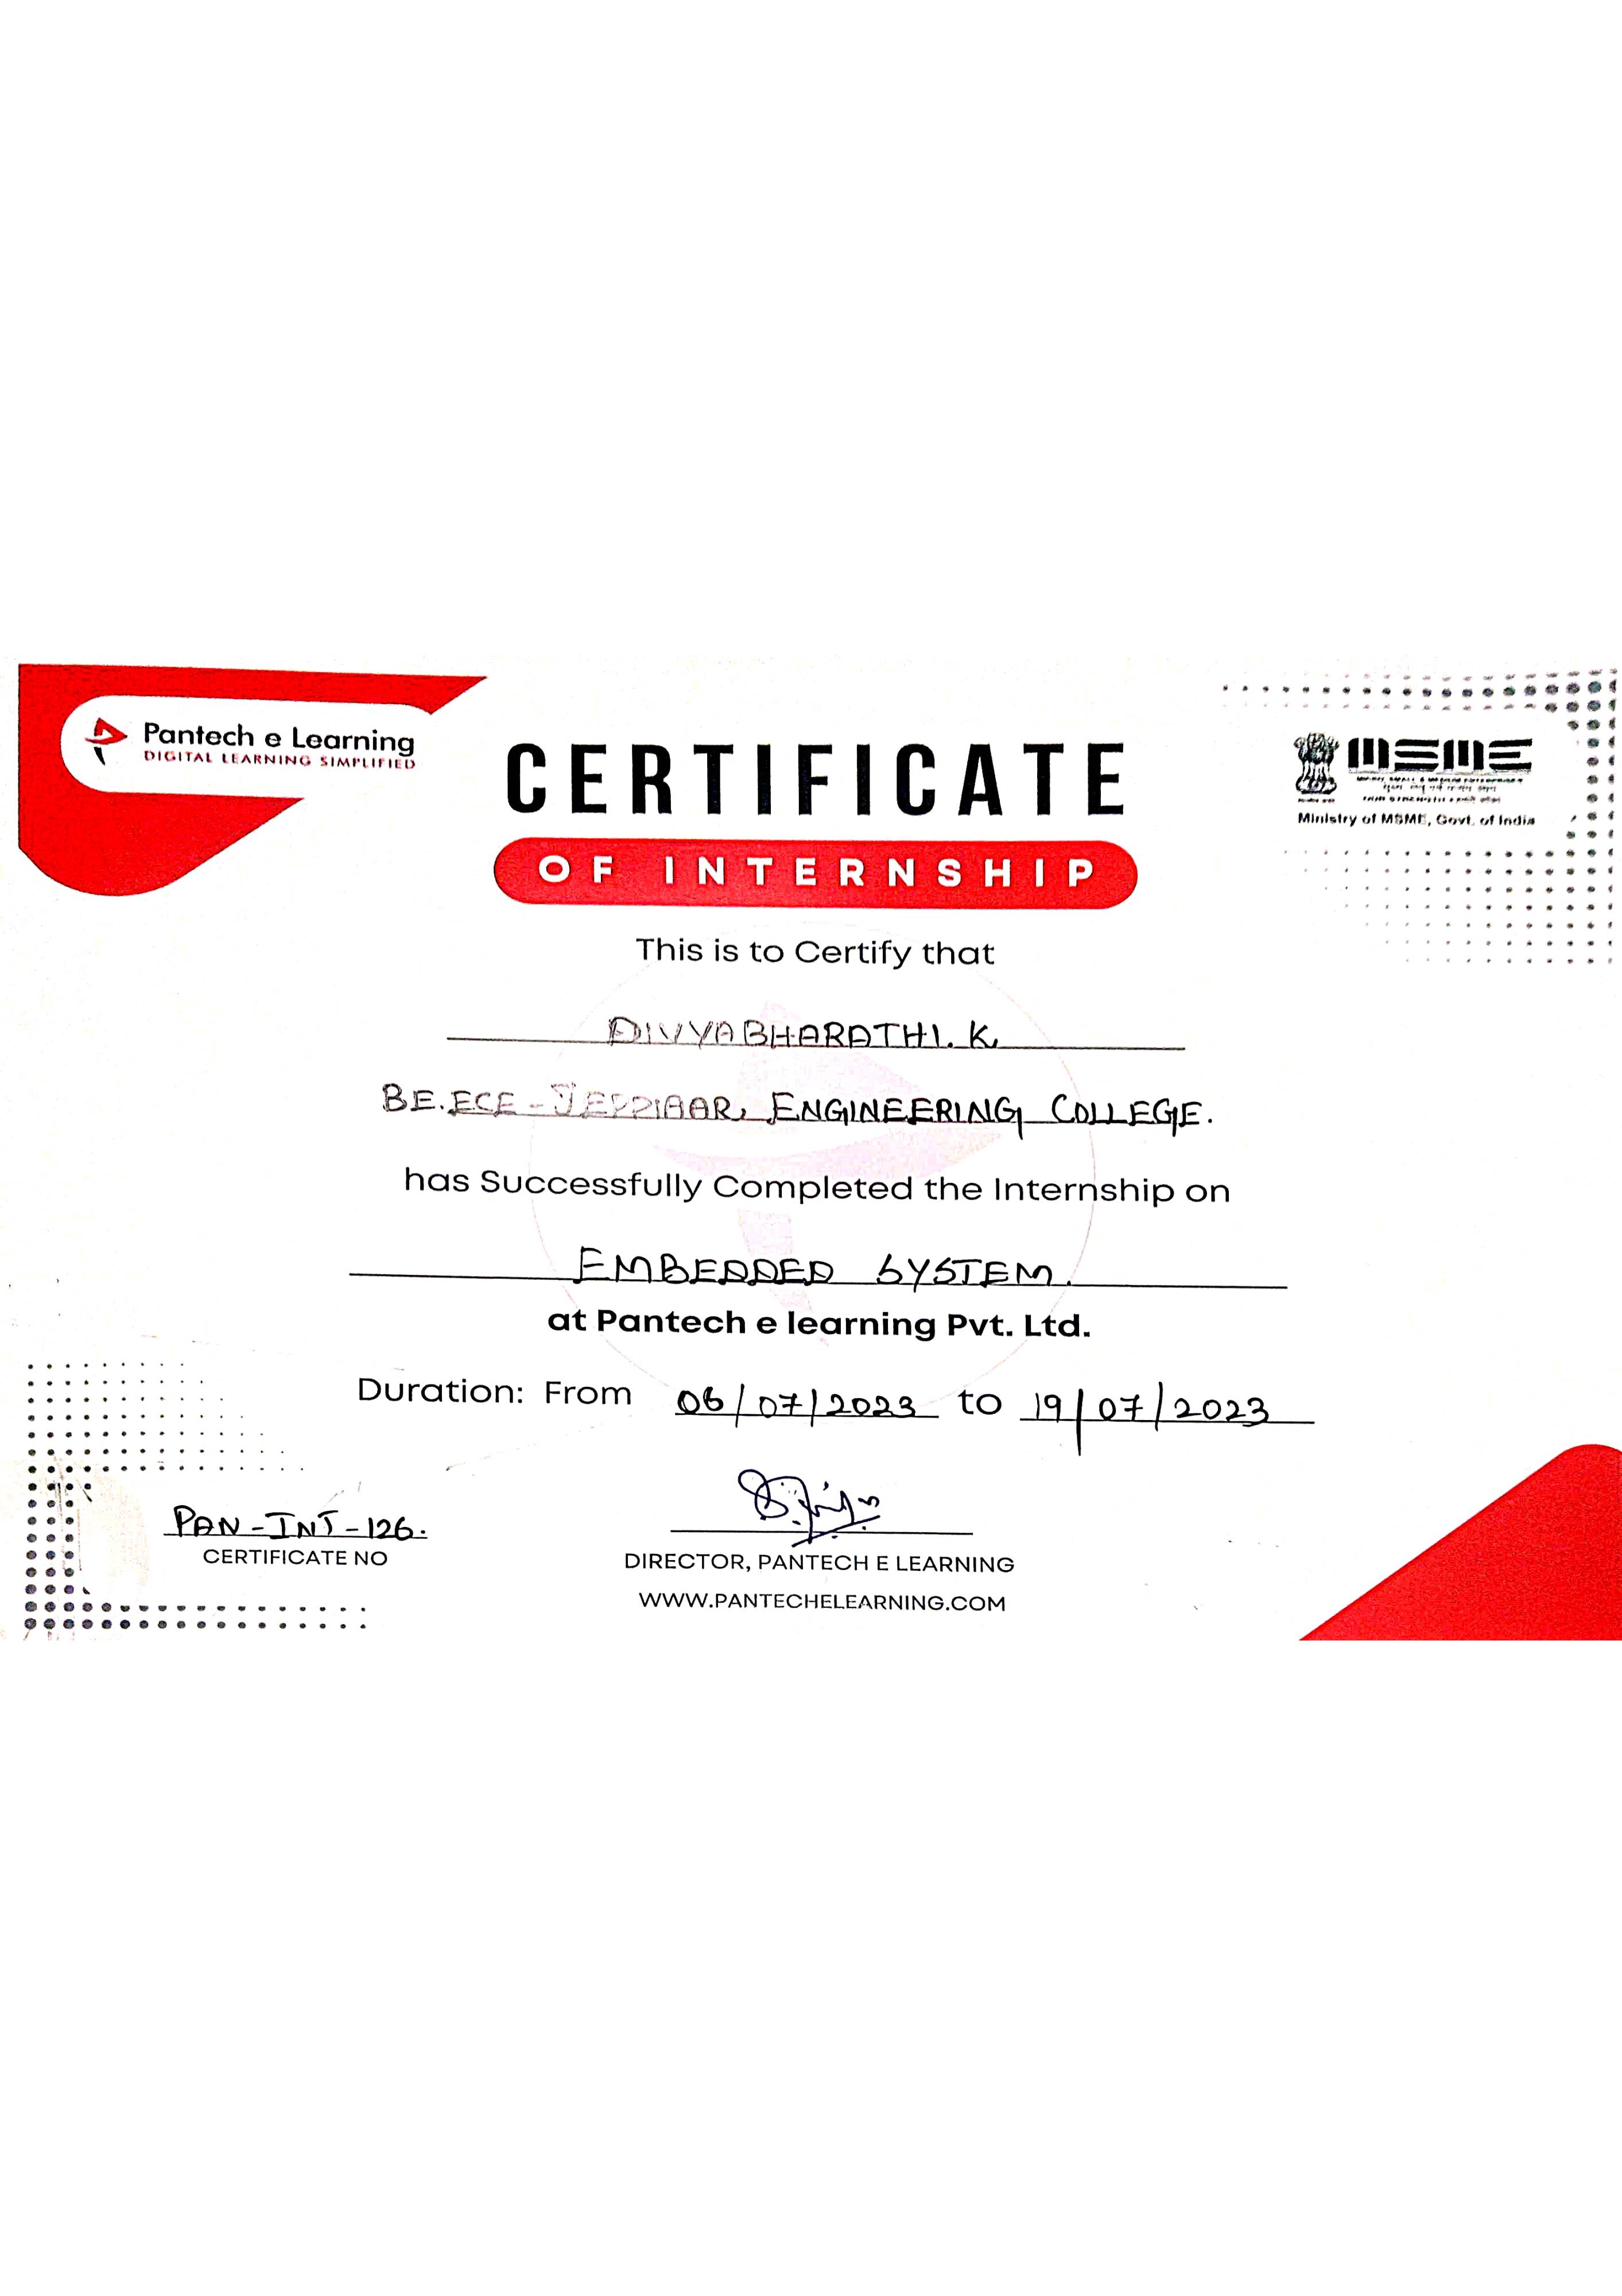 Pantech e Learning
DIGITAL LEARNING SIMPLIFIED
CERTIFICATE
OF INTERNSHIP
MSME
Ministry of MSME, Govt. of India
This is to Certify that
DIVYABHARATHI. K
BE.ECE - JEPPIAAR, ENGINEERING COLLEGE.
has Successfully Completed the Internship on
EMBEDDED SYSTEM.
at Pantech e learning Pvt. Ltd.
Duration: From 06/07/2023 to 19/07/2023
PAN-INT-126.
CERTIFICATE NO
DIRECTOR, PANTECH E LEARNING
WWW.PANTECHELEARNING.COM